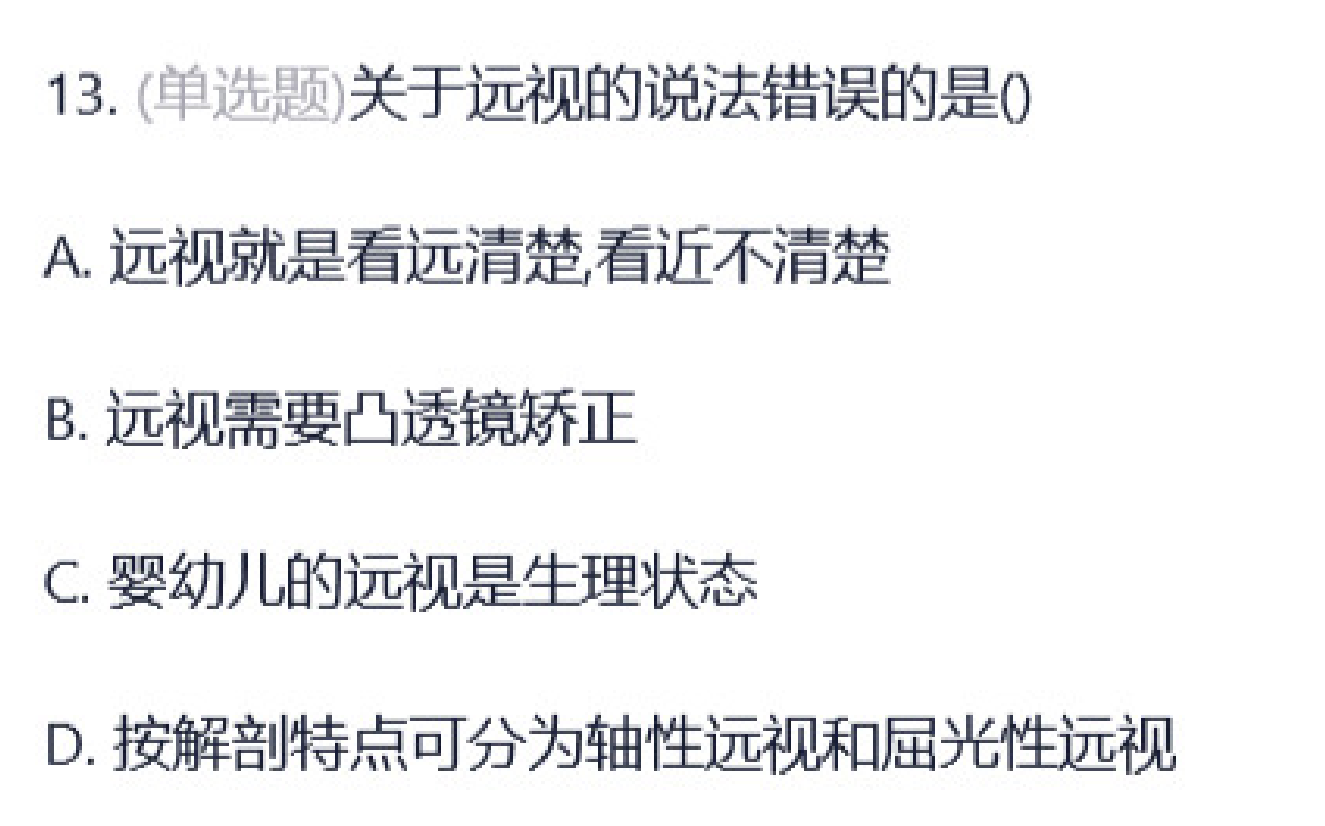 13. (单选题)关于远视的说法错误的是()
A. 远视就是看远清楚,看近不清楚
B. 远视需要凸透镜矫正
C. 婴幼儿的远视是生理状态
D. 按解剖特点可分为轴性远视和屈光性远视